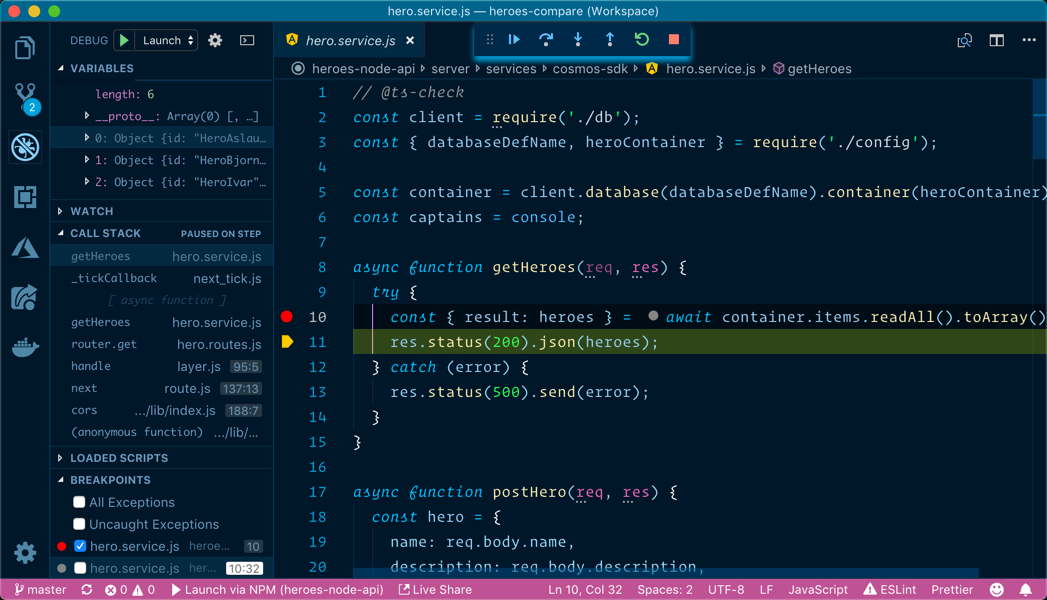 hero.service.js — heroes-compare (Workspace)
DEBUG Launch
hero.service.js
VARIABLES
length: 6
__proto__: Array(0) [, …]
0: Object {id: "HeroAslau…
1: Object {id: "HeroBjorn…
2: Object {id: "HeroIvar"…
WATCH
CALL STACK PAUSED ON STEP
getHeroes hero.service.js
_tickCallback next_tick.js
[ async function ]
getHeroes hero.service.js
router.get hero.routes.js
handle layer.js 95:5
next route.js 137:13
cors …/lib/index.js 188:7
(anonymous function) …/lib/…
LOADED SCRIPTS
BREAKPOINTS
All Exceptions
Uncaught Exceptions
hero.service.js heroe… 10
hero.service.js her… 10:32
2
heroes-node-api server services cosmos-sdk hero.service.js getHeroes
1 // @ts-check
2 const client = require('./db');
3 const { databaseDefName, heroContainer } = require('./config');
4
5 const container = client.database(databaseDefName).container(heroContainer)
6 const captains = console;
7
8 async function getHeroes(req, res) {
9 try {
10 const { result: heroes } = await container.items.readAll().toArray()
11 res.status(200).json(heroes);
12 } catch (error) {
13 res.status(500).send(error);
14 }
15 }
16
17 async function postHero(req, res) {
18 const hero = {
19 name: req.body.name,
20 description: req.body.description,
master 0 0 Launch via NPM (heroes-node-api) Live Share Ln 10, Col 32 Spaces: 2 UTF-8 LF JavaScript ESLint Prettier